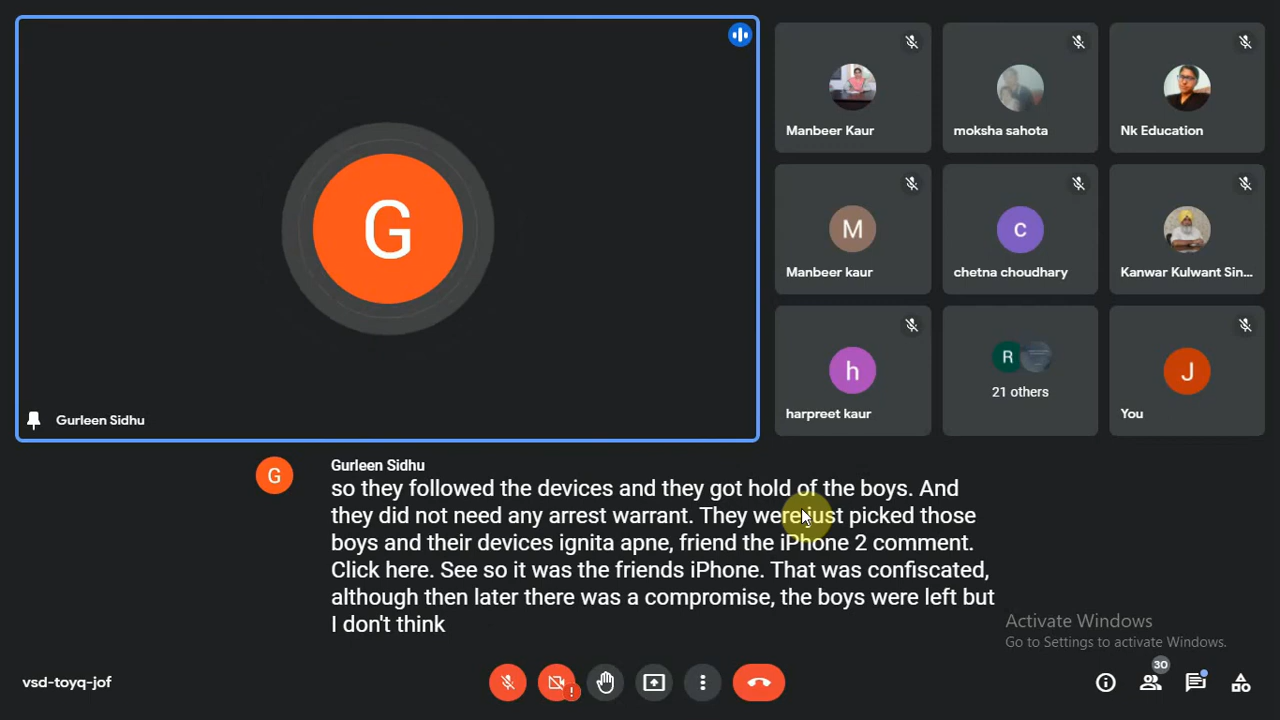 G
Gurleen Sidhu
Manbeer Kaur
moksha sahota
Nk Education
M
Manbeer kaur
c
chetna choudhary
Kanwar Kulwant Sin...
h
harpreet kaur
R
21 others
J
You
G
Gurleen Sidhu
so they followed the devices and they got hold of the boys. And
they did not need any arrest warrant. They were just picked those
boys and their devices ignita apne, friend the iPhone 2 comment.
Click here. See so it was the friends iPhone. That was confiscated,
although then later there was a compromise, the boys were left but
I don't think
Activate Windows
Go to Settings to activate Windows.
vsd-toyq-jof
!
30